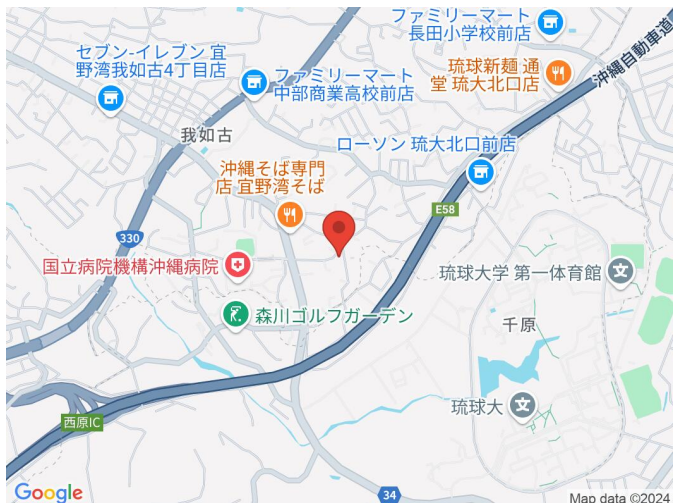 ファミリーマート
長田小学校前店
セブン-イレブン 宜
野湾我如古4丁目店
琉球新麺 通
堂 琉大北口店
沖縄自動車道
ファミリーマート
中部商業高校前店
我如古
ローソン 琉大北口前店
沖縄そば専門
店 宜野湾そば
E58
330
国立病院機構沖縄病院
琉球大学 第一体育館
森川ゴルフガーデン
千原
琉球大
西原IC
34
Google
Map data ©2024